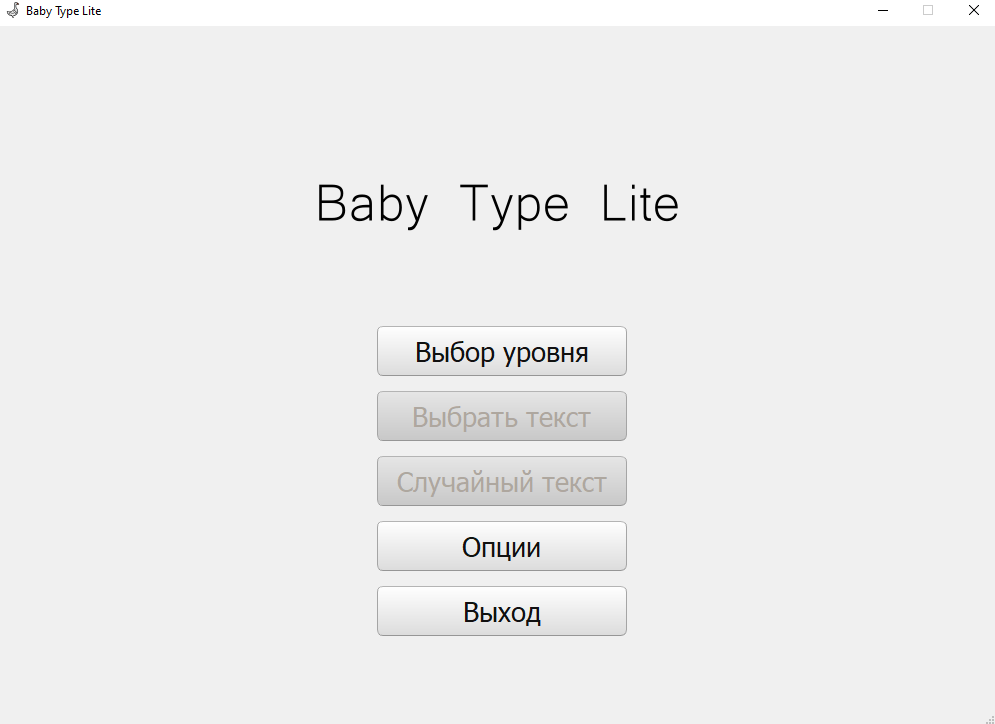 Baby Type Lite
Baby Type Lite
Выбор уровня
Выбрать текст
Случайный текст
Опции
Выход